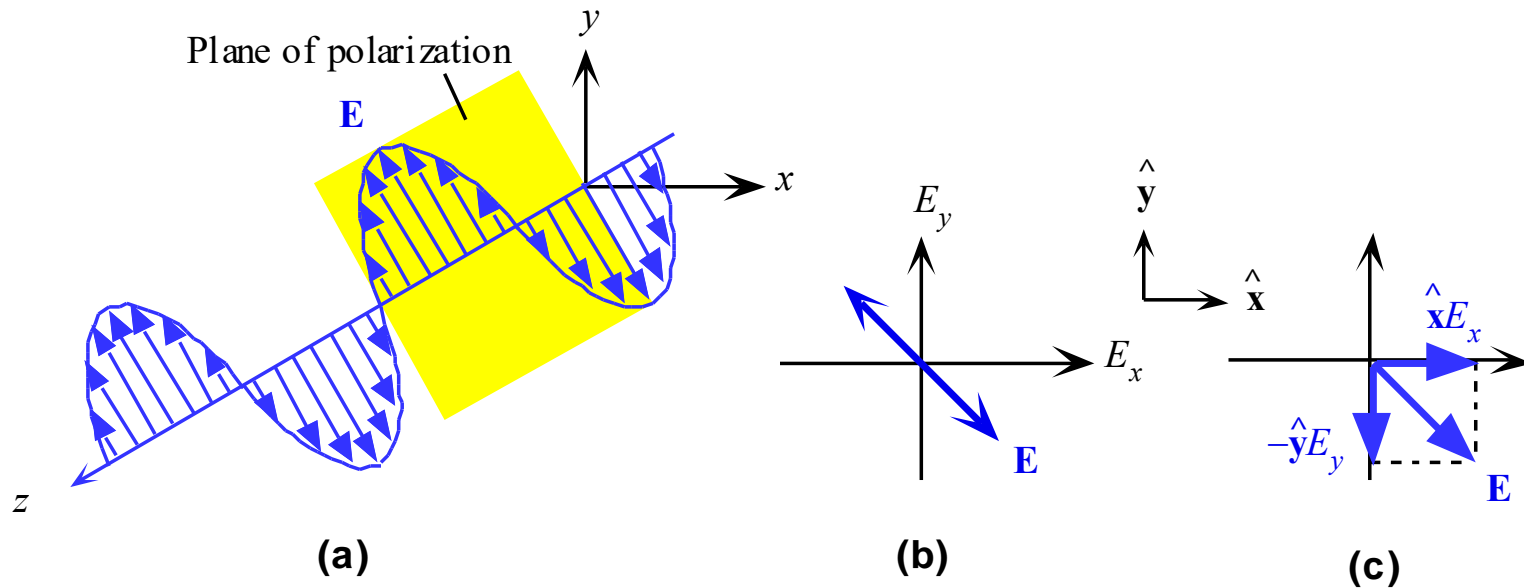 y
Plane of polarization
E
x
z
(a)
E_y
E_x
E
(b)
ŷ
x̂
x̂E_x
−ŷE_y
E
(c)